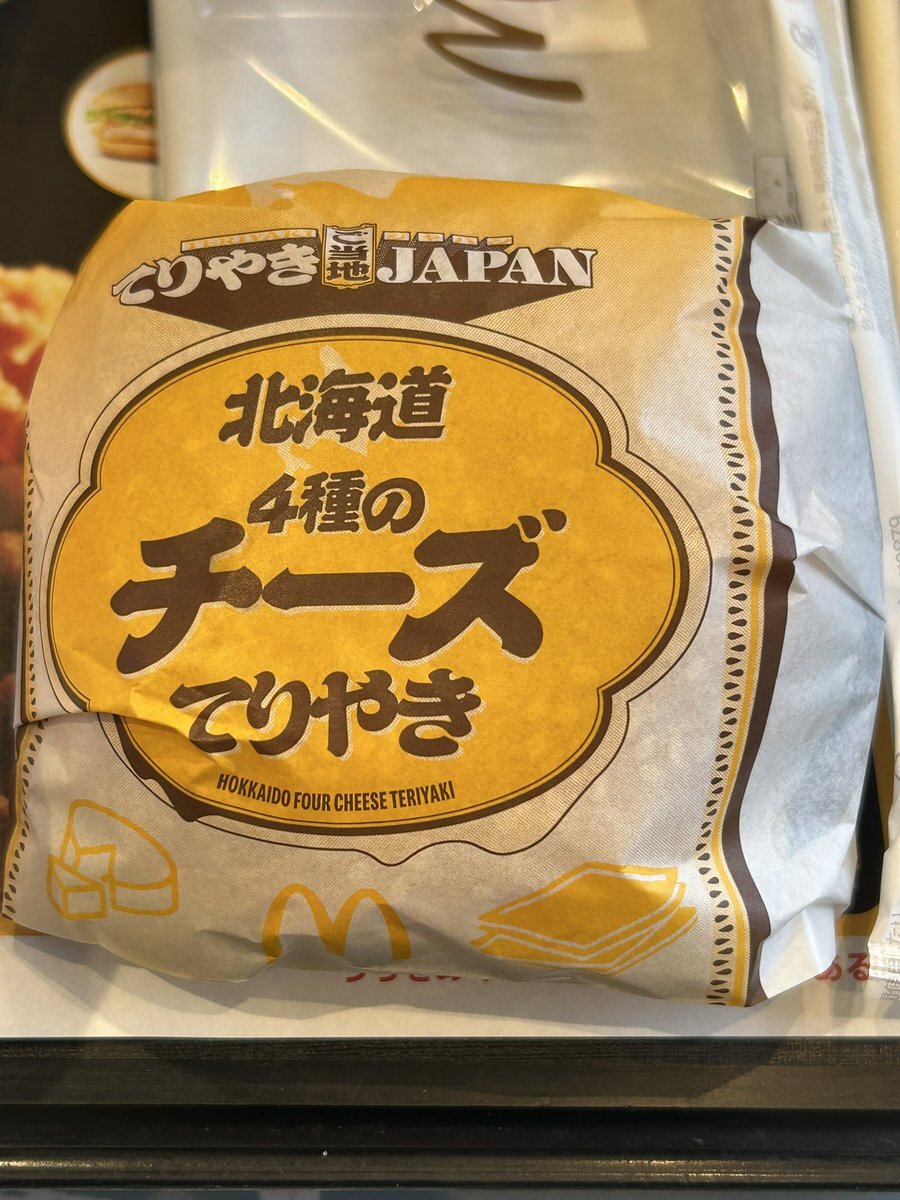 てりやき ご当地 JAPAN
北海道
4種の
チーズ
てりやき
HOKKAIDO FOUR CHEESE TERIYAKI